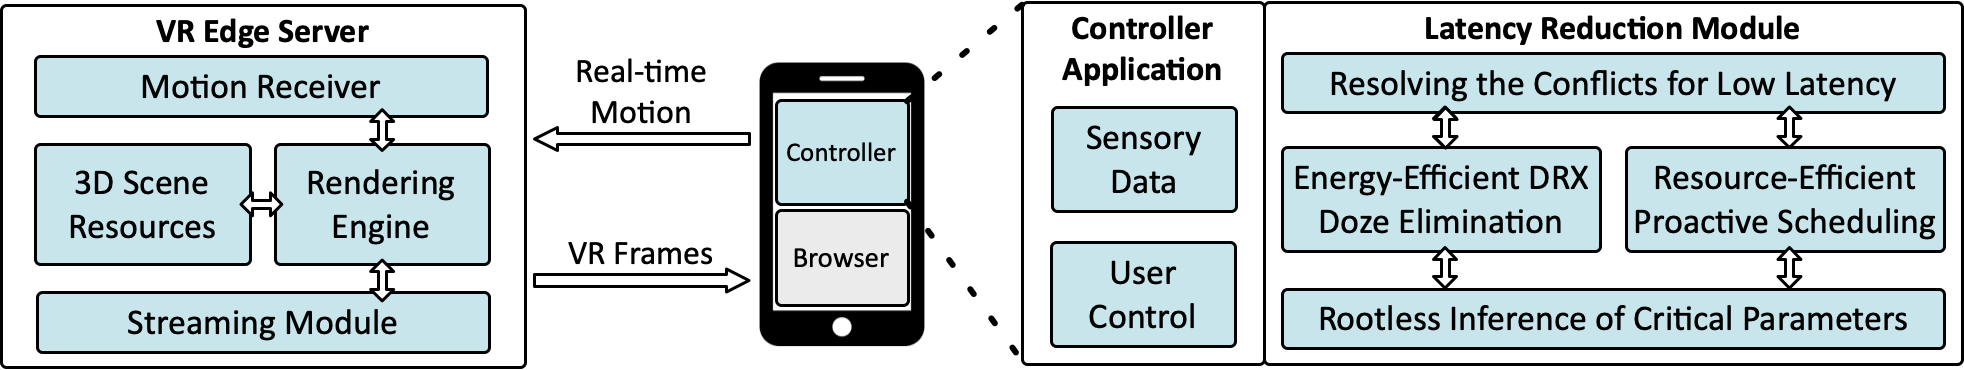 VR Edge Server
Motion Receiver
3D Scene
Resources
Rendering
Engine
Streaming Module
Real-time
Motion
VR Frames
Controller
Browser
Controller
Application
Sensory
Data
User
Control
Latency Reduction Module
Resolving the Conflicts for Low Latency
Energy-Efficient DRX
Doze Elimination
Resource-Efficient
Proactive Scheduling
Rootless Inference of Critical Parameters